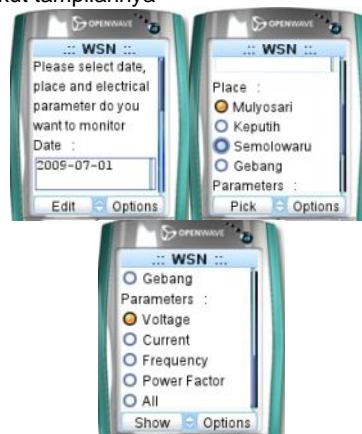 kut tampilannya
OPENWAVE
.:: WSN ::.
Please select date,
place and electrical
parameter do you
want to monitor
Date :
2009-07-01
Edit Options
OPENWAVE
.:: WSN ::.
Place :
Mulyosari
Keputih
Semolowaru
Gebang
Parameters :
Pick Options
OPENWAVE
.:: WSN ::.
Gebang
Parameters :
Voltage
Current
Frequency
Power Factor
All
Show Options